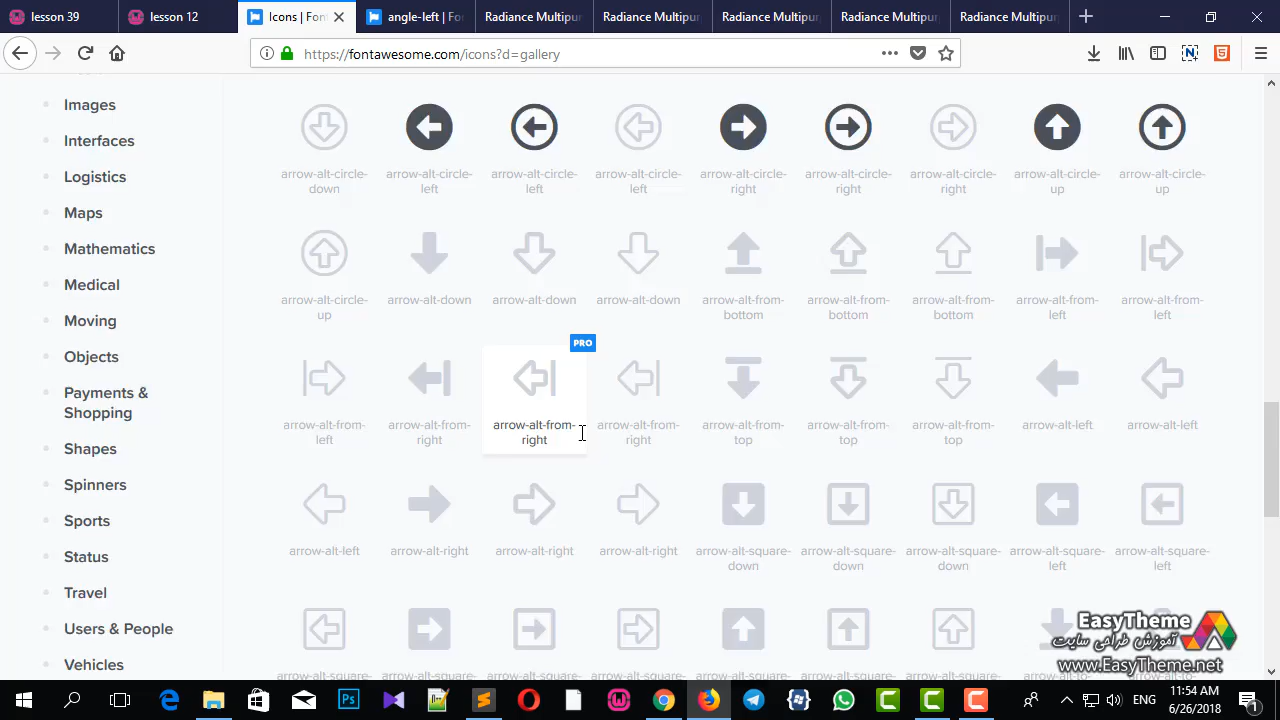 lesson 39
lesson 12
Icons | Fon
angle-left | Fo
Radiance Multipur
Radiance Multipur
Radiance Multipur
Radiance Multipur
Radiance Multipur
https://fontawesome.com/icons?d=gallery
Images
Interfaces
Logistics
Maps
Mathematics
Medical
Moving
Objects
Payments &
Shopping
Shapes
Spinners
Sports
Status
Travel
Users & People
Vehicles
arrow-alt-circle-
down
arrow-alt-circle-
left
arrow-alt-circle-
left
arrow-alt-circle-
left
arrow-alt-circle-
right
arrow-alt-circle-
right
arrow-alt-circle-
right
arrow-alt-circle-
up
arrow-alt-circle-
up
arrow-alt-circle-
up
arrow-alt-down
arrow-alt-down
arrow-alt-down
arrow-alt-from-
bottom
arrow-alt-from-
bottom
arrow-alt-from-
bottom
arrow-alt-from-
left
arrow-alt-from-
left
PRO
arrow-alt-from-
left
arrow-alt-from-
right
arrow-alt-from-
right
arrow-alt-from-
right
arrow-alt-from-
top
arrow-alt-from-
top
arrow-alt-from-
top
arrow-alt-left
arrow-alt-left
arrow-alt-left
arrow-alt-right
arrow-alt-right
arrow-alt-right
arrow-alt-square-
down
arrow-alt-square-
down
arrow-alt-square-
down
arrow-alt-square-
left
arrow-alt-square-
left
EasyTheme
آموزش طراحی سایت
www.EasyTheme.net
ENG
11:54 AM
6/26/2018
1